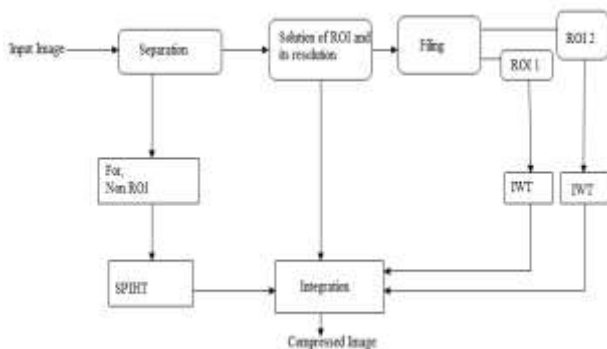 Input Image
Separation
Solution of ROI and
its resolution
Filing
ROI 1
ROI 2
For,
Non ROI
IWT
IWT
SPIHT
Integration
Compressed Image